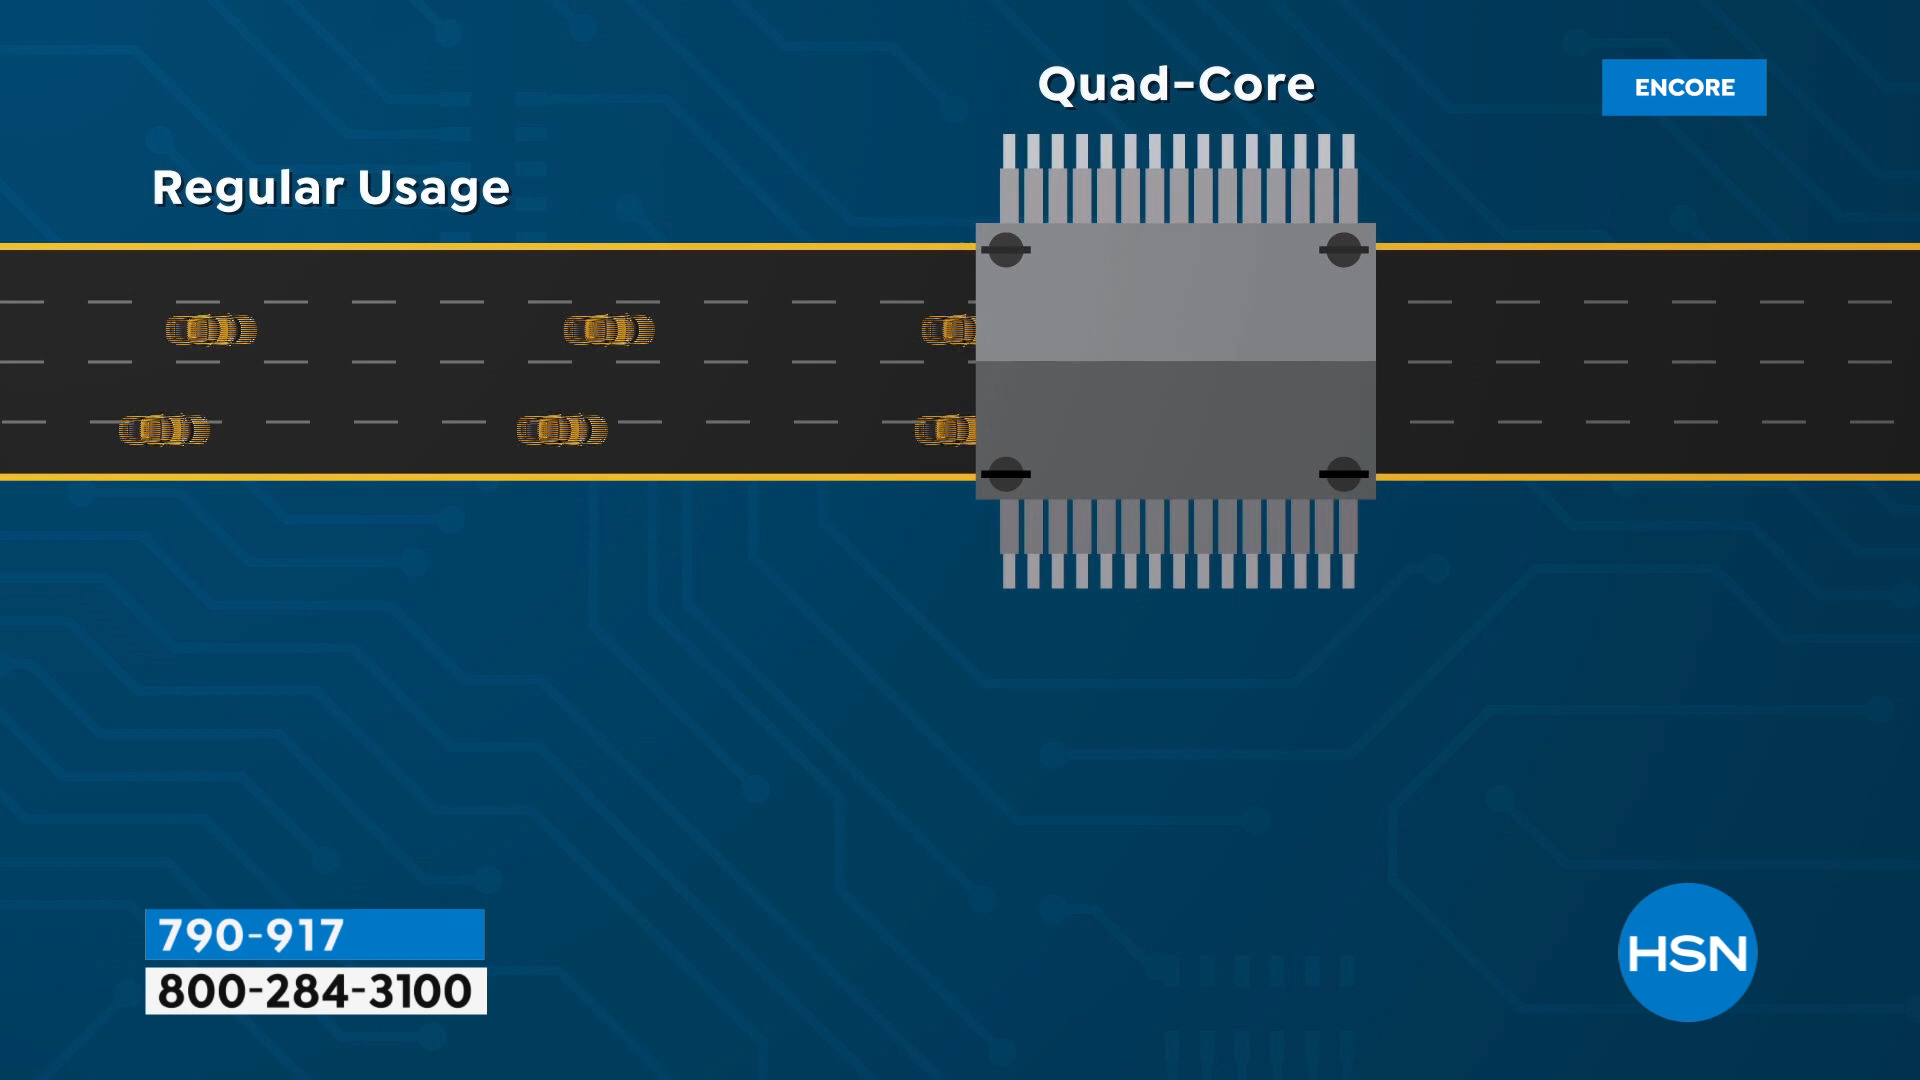 Quad-Core
ENCORE
Regular Usage
790-917
800-284-3100
HSN